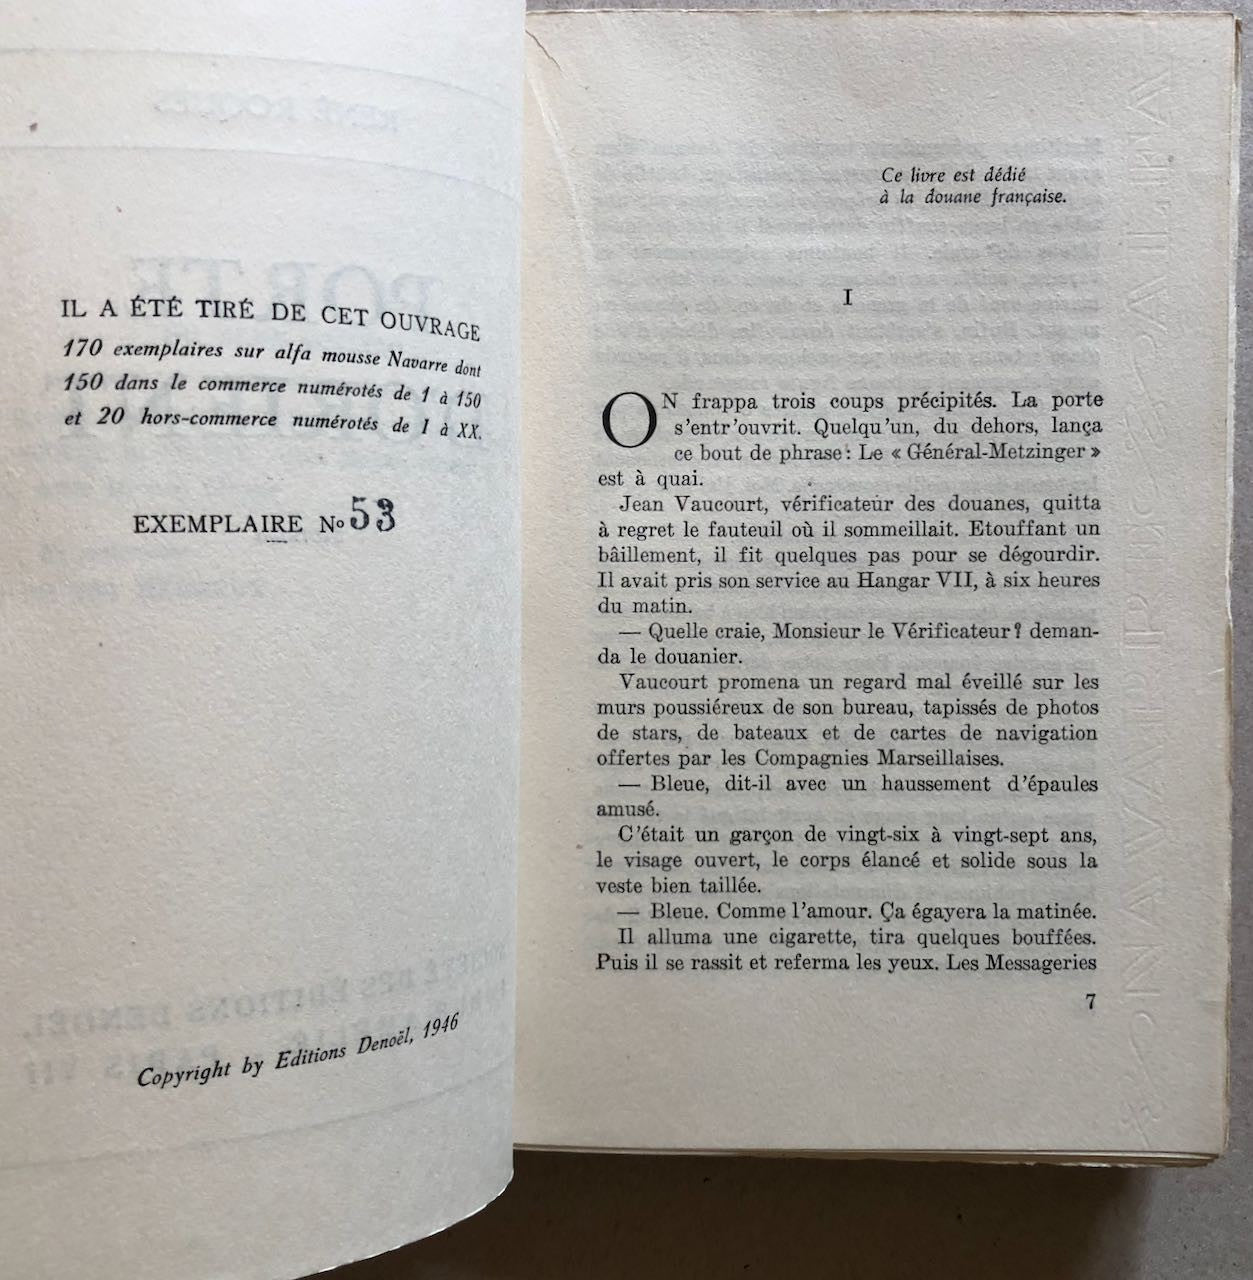 IL A ÉTÉ TIRÉ DE CET OUVRAGE
170 exemplaires sur alfa mousse Navarre dont
150 dans le commerce numérotés de 1 à 150
et 20 hors-commerce numérotés de I à XX.
EXEMPLAIRE No 53
Copyright by Editions Denoël, 1946
Ce livre est dédié
à la douane française.
I
ON frappa trois coups précipités. La porte
s'entr'ouvrit. Quelqu'un, du dehors, lança
ce bout de phrase : Le « Général-Metzinger »
est à quai.
Jean Vaucourt, vérificateur des douanes, quitta
à regret le fauteuil où il sommeillait. Etouffant un
bâillement, il fit quelques pas pour se dégourdir.
Il avait pris son service au Hangar VII, à six heures
du matin.
— Quelle craie, Monsieur le Vérificateur ? deman-
da le douanier.
Vaucourt promena un regard mal éveillé sur les
murs poussiéreux de son bureau, tapissés de photos
de stars, de bateaux et de cartes de navigation
offertes par les Compagnies Marseillaises.
— Bleue, dit-il avec un haussement d'épaules
amusé.
C'était un garçon de vingt-six à vingt-sept ans,
le visage ouvert, le corps élancé et solide sous la
veste bien taillée.
— Bleue. Comme l'amour. Ça égayera la matinée.
Il alluma une cigarette, tira quelques bouffées.
Puis il se rassit et referma les yeux. Les Messageries
7